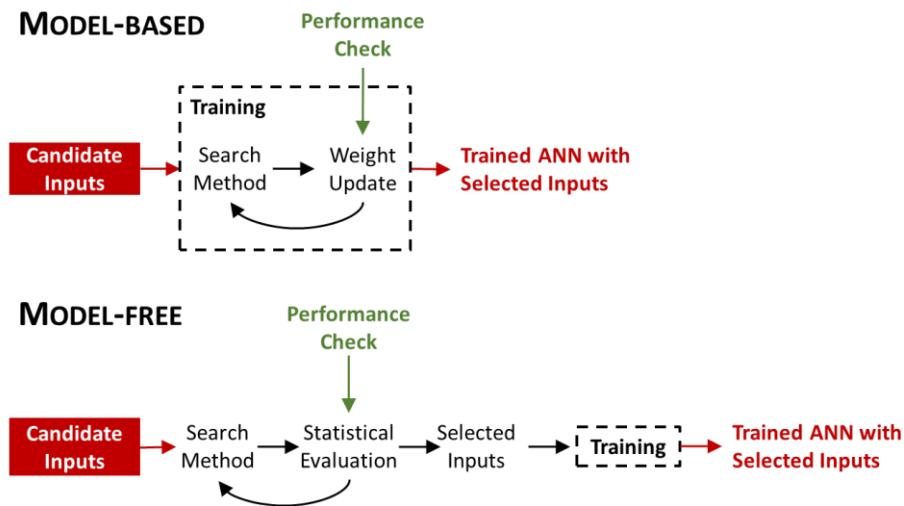 MODEL-BASED
Performance
Check
Training
Candidate
Inputs
Search
Method
Weight
Update
Trained ANN with
Selected Inputs
MODEL-FREE
Performance
Check
Candidate
Inputs
Search
Method
Statistical
Evaluation
Selected
Inputs
Training
Trained ANN with
Selected Inputs